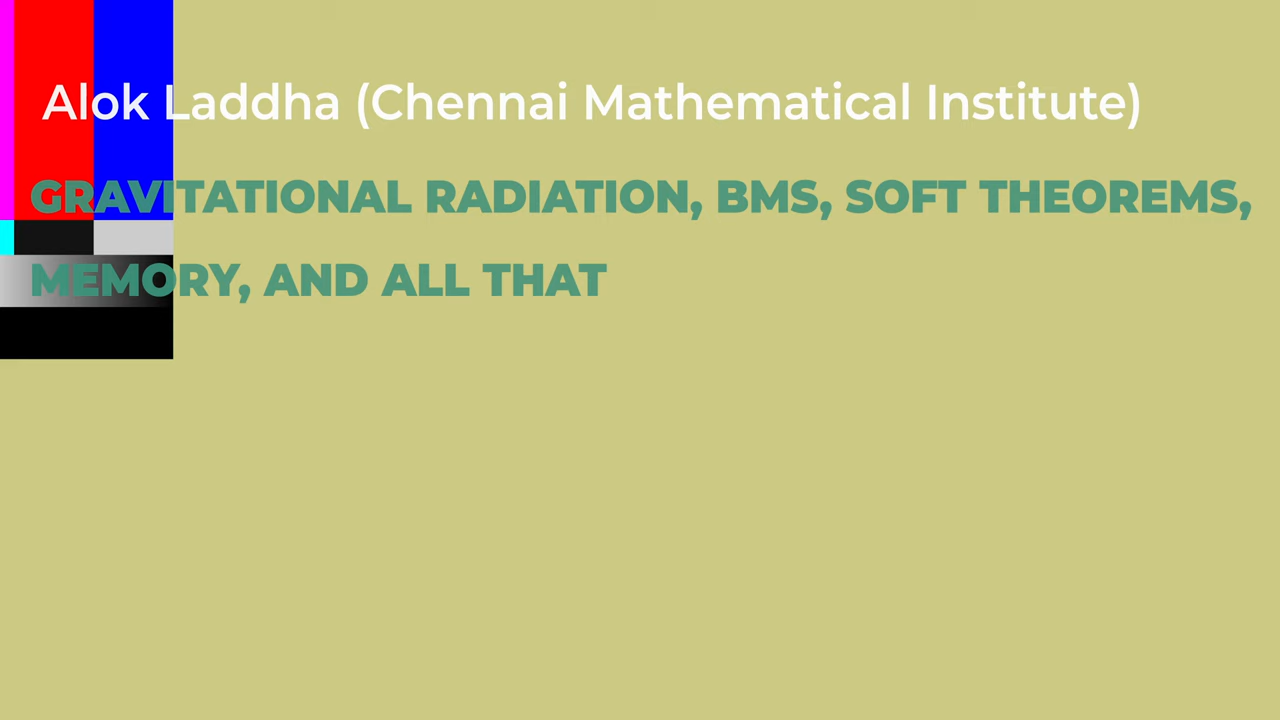 Alok Laddha (Chennai Mathematical Institute)
GRAVITATIONAL RADIATION, BMS, SOFT THEOREMS,
MEMORY, AND ALL THAT